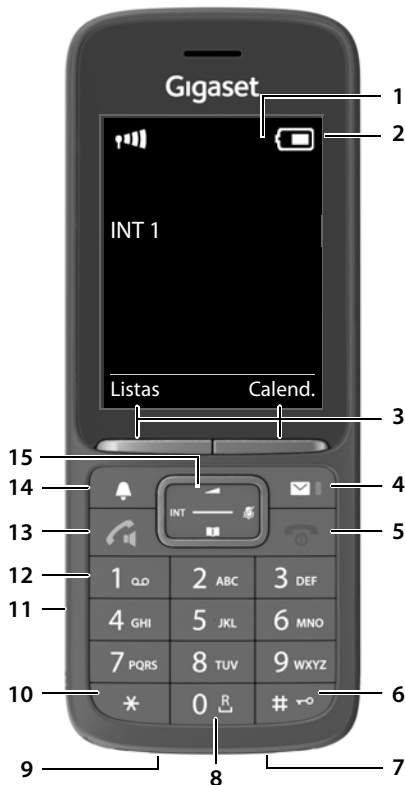 Gigaset
1
2
INT 1
Listas Calend.
3
15
14
4
INT
13
5
12
1
2 ABC
3 DEF
11
4 GHI
5 JKL
6 MNO
7 PQRS
8 TUV
9 WXYZ
10
*
0 R
#
6
9
8
7